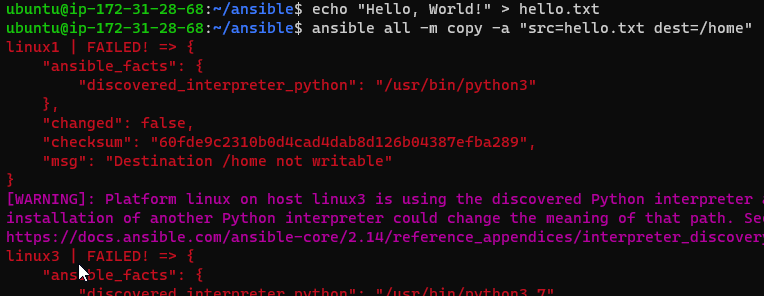 ubuntu@ip-172-31-28-68:~/ansible$ echo "Hello, World!" > hello.txt
ubuntu@ip-172-31-28-68:~/ansible$ ansible all -m copy -a "src=hello.txt dest=/home"
linux1 | FAILED! => {
    "ansible_facts": {
        "discovered_interpreter_python": "/usr/bin/python3"
    },
    "changed": false,
    "checksum": "60fde9c2310b0d4cad4dab8d126b04387efba289",
    "msg": "Destination /home not writable"
}
[WARNING]: Platform linux on host linux3 is using the discovered Python interpreter
installation of another Python interpreter could change the meaning of that path. See
https://docs.ansible.com/ansible-core/2.14/reference_appendices/interpreter_discovery
linux3 | FAILED! => {
    "ansible_facts": {
        "discovered_interpreter_python": "/usr/bin/python3.7"